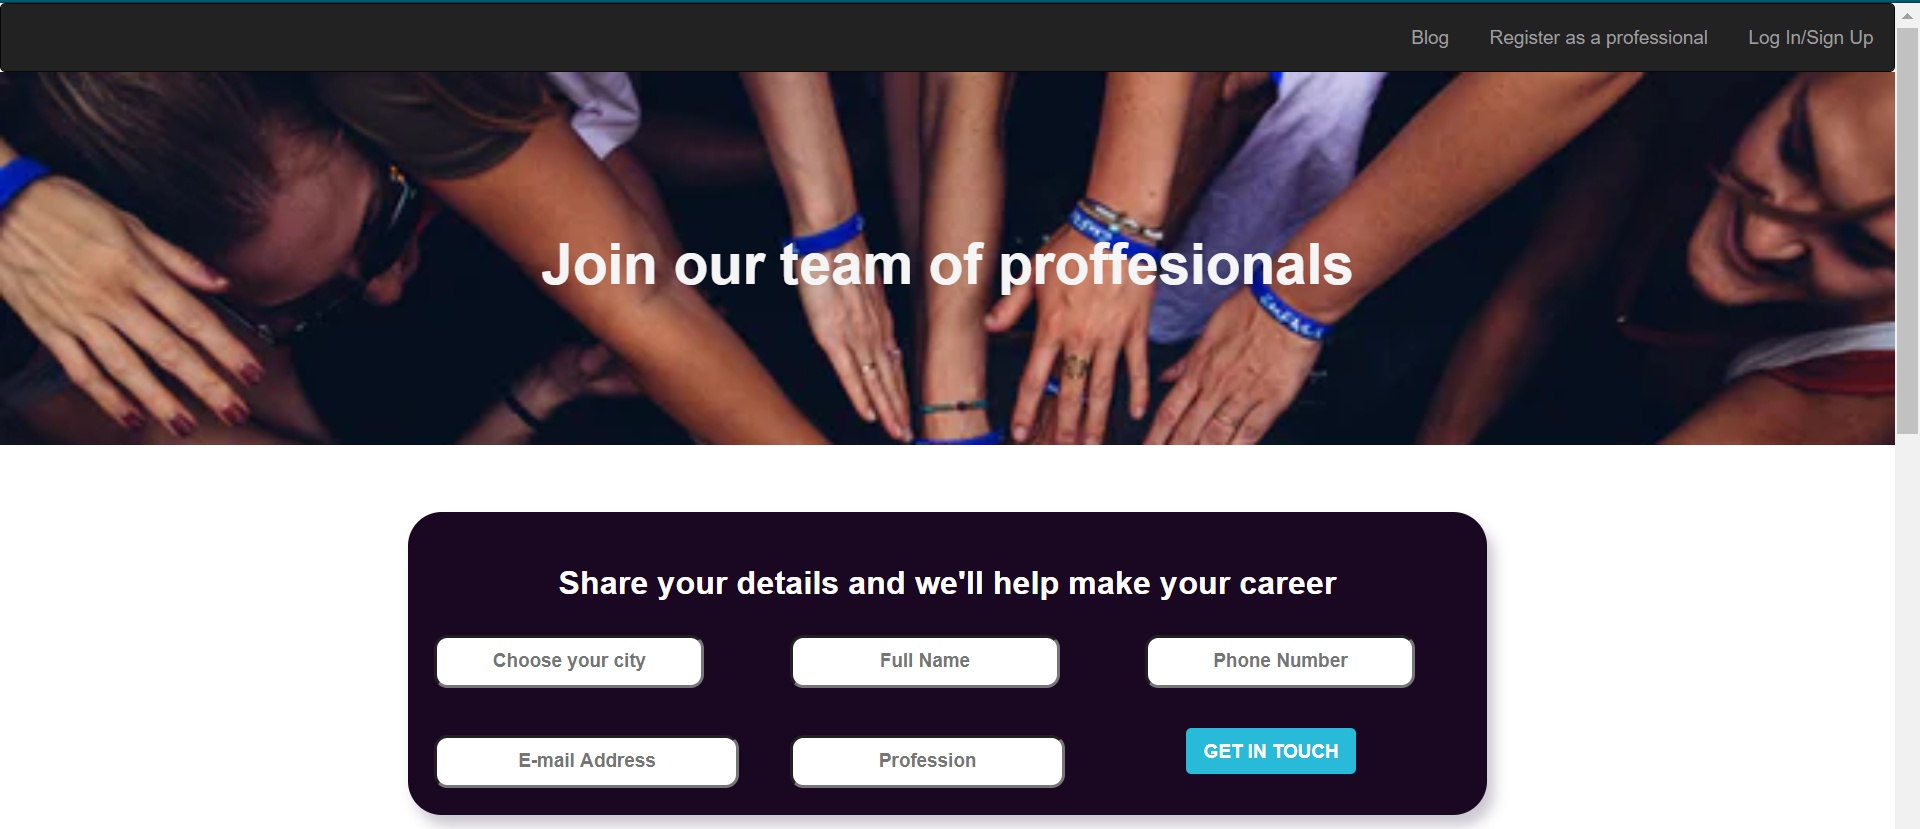 Blog Register as a professional Log In/Sign Up
Join our team of proffesionals
Share your details and we'll help make your career
Choose your city Full Name Phone Number
E-mail Address Profession GET IN TOUCH